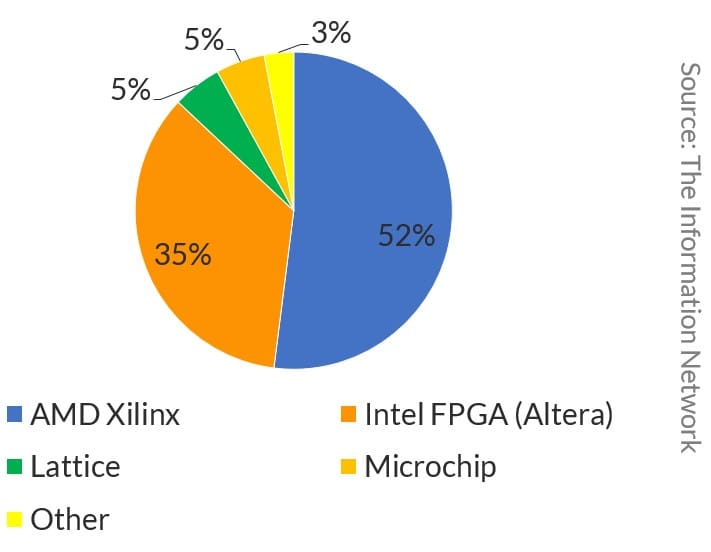 5%
3%
5%
52%
35%
AMD Xilinx
Intel FPGA (Altera)
Lattice
Microchip
Other
Source: The Information Network